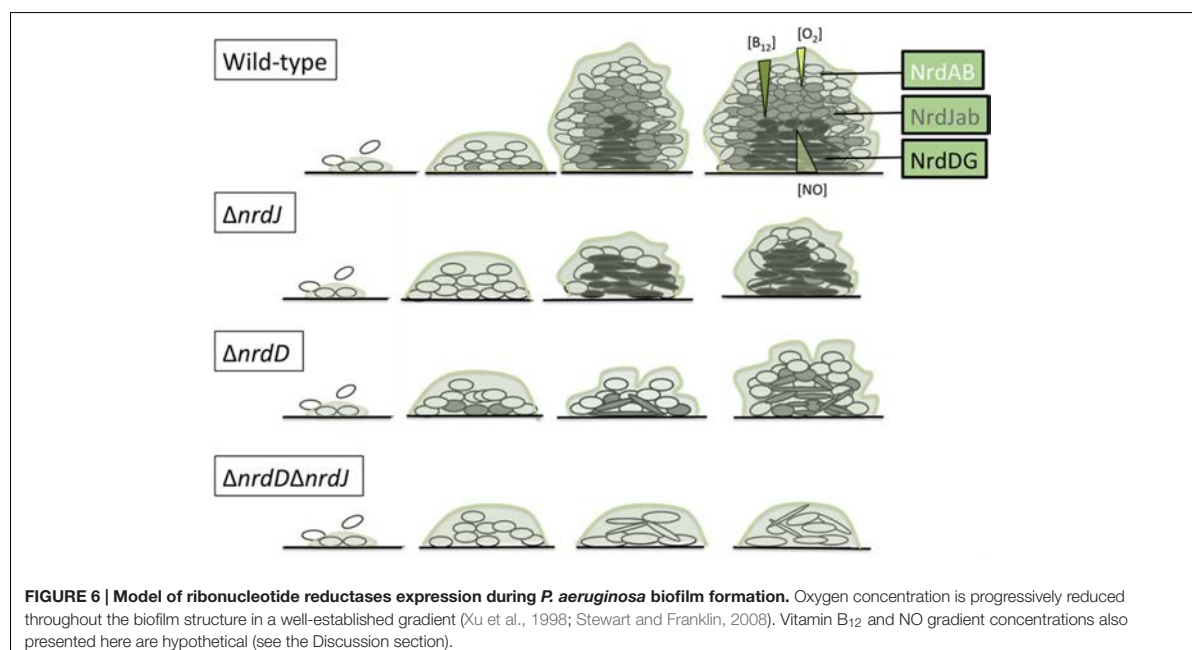 Wild-type
[B₁₂]
[O₂]
NrdAB
NrdJab
NrdDG
[NO]
ΔnrdJ
ΔnrdD
ΔnrdDΔnrdJ
FIGURE 6 | Model of ribonucleotide reductases expression during P. aeruginosa biofilm formation. Oxygen concentration is progressively reduced
throughout the biofilm structure in a well-established gradient (Xu et al., 1998; Stewart and Franklin, 2008). Vitamin B₁₂ and NO gradient concentrations also
presented here are hypothetical (see the Discussion section).